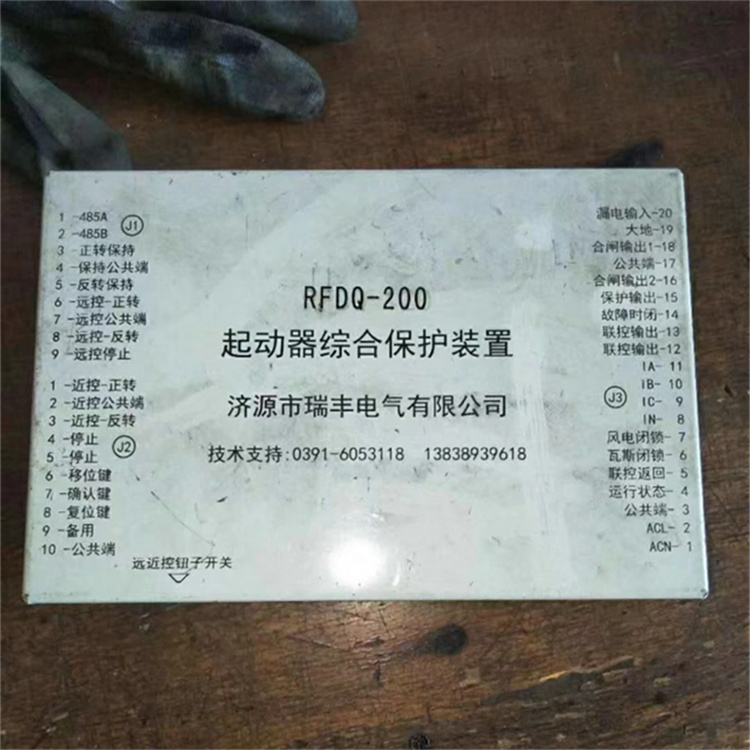 1 -485A
2 -485B
J1
3 -正转保持
4 -保持公共端
5 -反转保持
6 -远控-正转
7 -远控公共端
8 -远控-反转
9 -远控停止
1 -近控-正转
2 -近控公共端
3 -近控-反转
4 -停止
J2
5 -停止
6 -移位键
7 -确认键
8 -复位键
9 -备用
10 -公共端
远近控钮子开关
RFDQ-200
起动器综合保护装置
济源市瑞丰电气有限公司
技术支持:0391-6053118 13838939618
漏电输入-20
大地-19
合闸输出1-18
公共端-17
合闸输出2-16
保护输出-15
故障时闭-14
联控输出-13
联控输出-12
IA- 11
IB- 10
J3
IC- 9
IN- 8
风电闭锁- 7
瓦斯闭锁- 6
联控返回- 5
运行状态- 4
公共端- 3
ACL- 2
ACN- 1